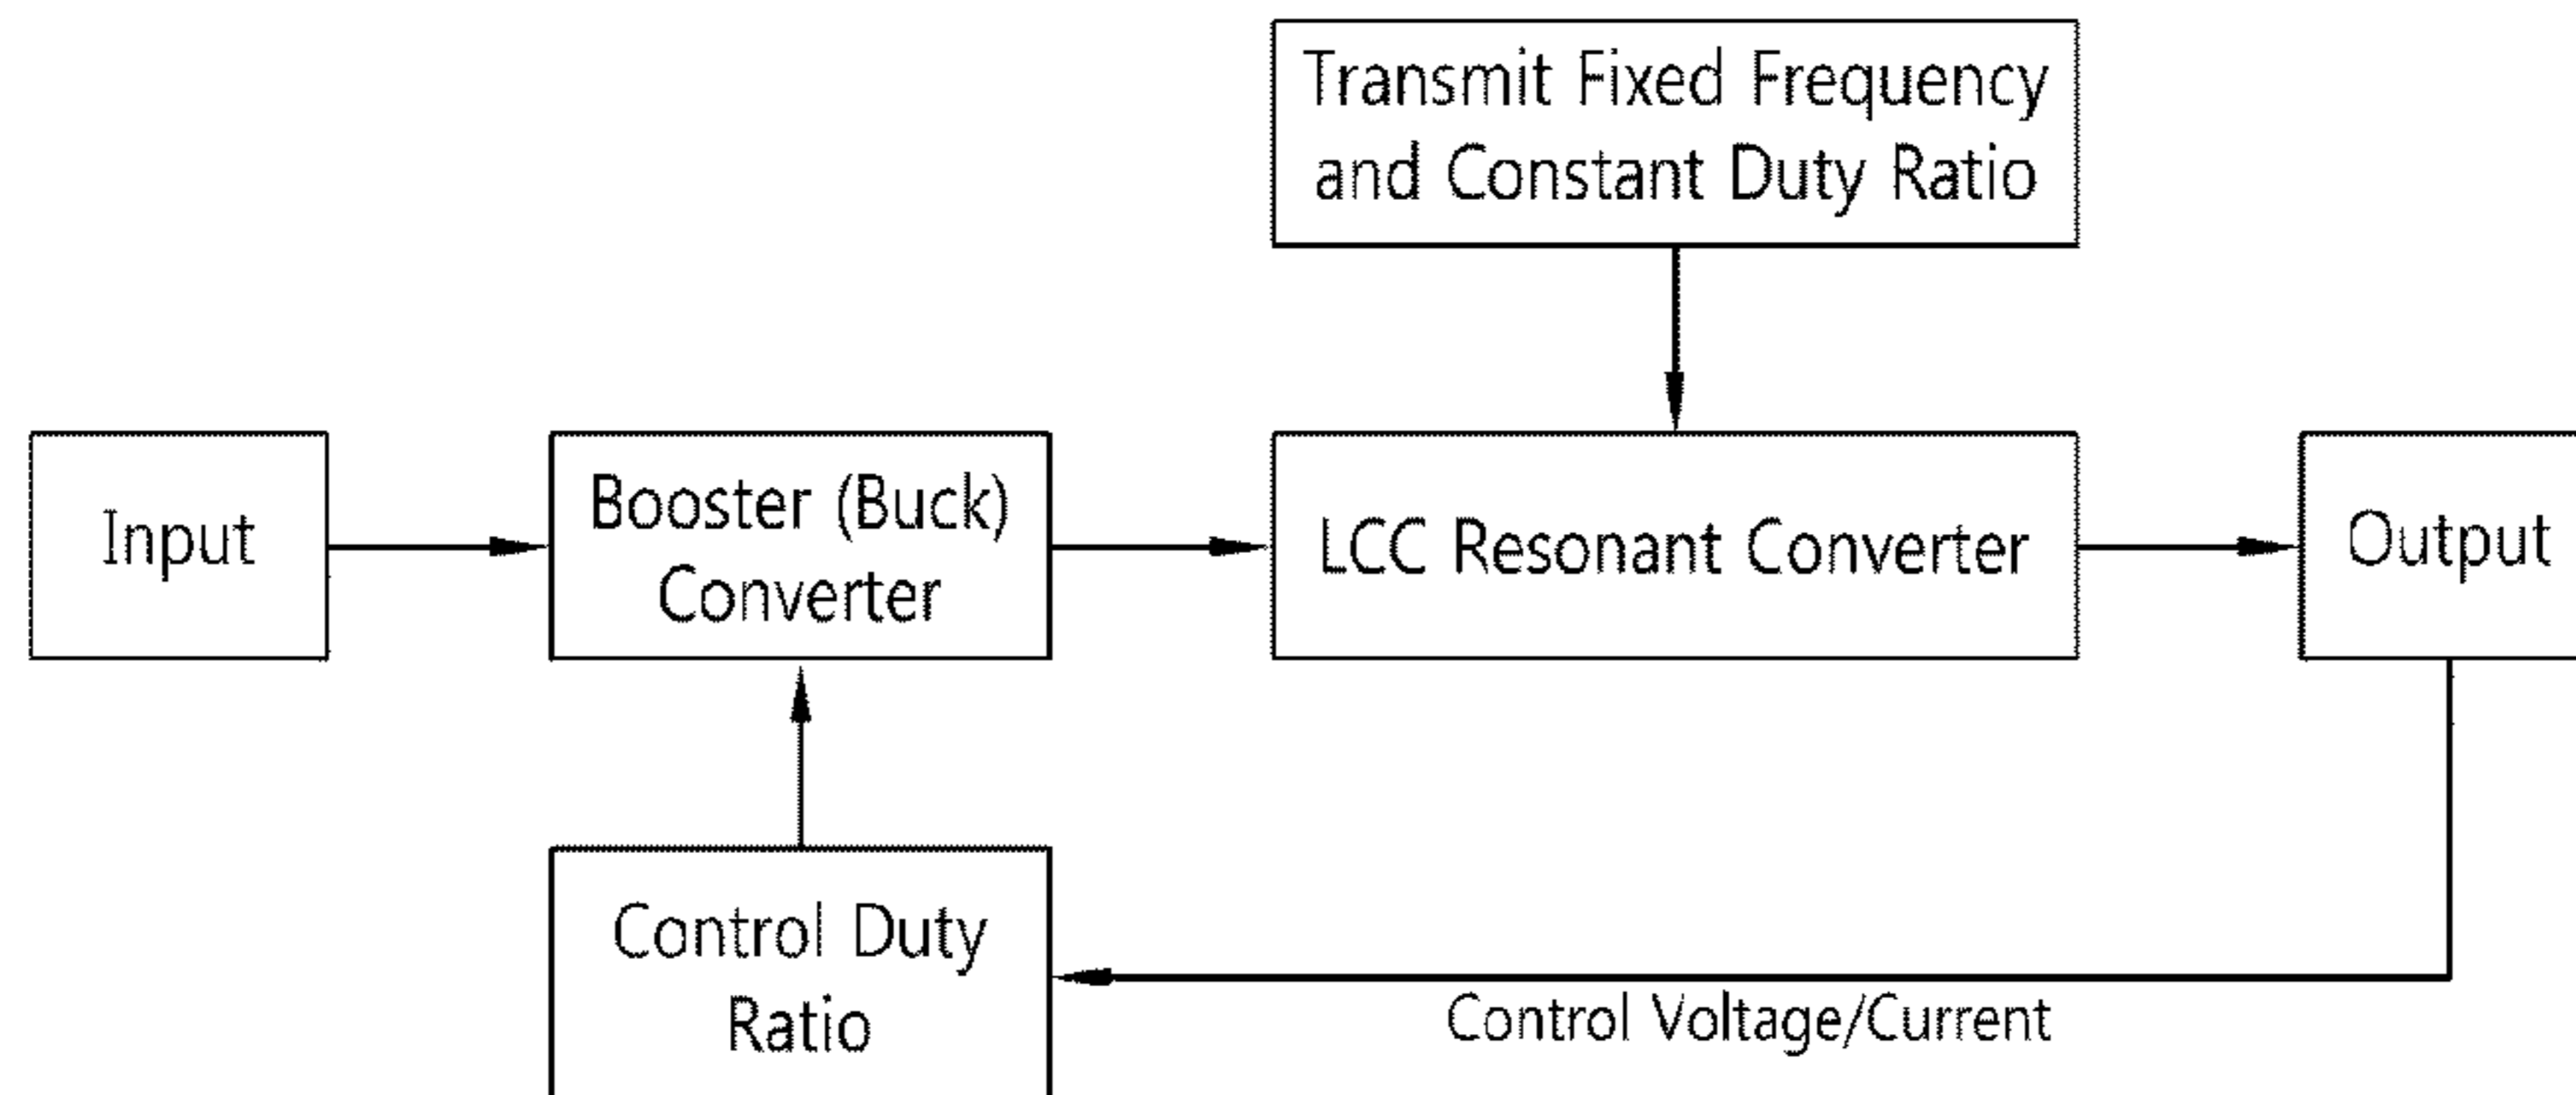 Transmit Fixed Frequency
and Constant Duty Ratio
Input
Booster (Buck)
Converter
LCC Resonant Converter
Output
Control Duty
Ratio
Control Voltage/Current